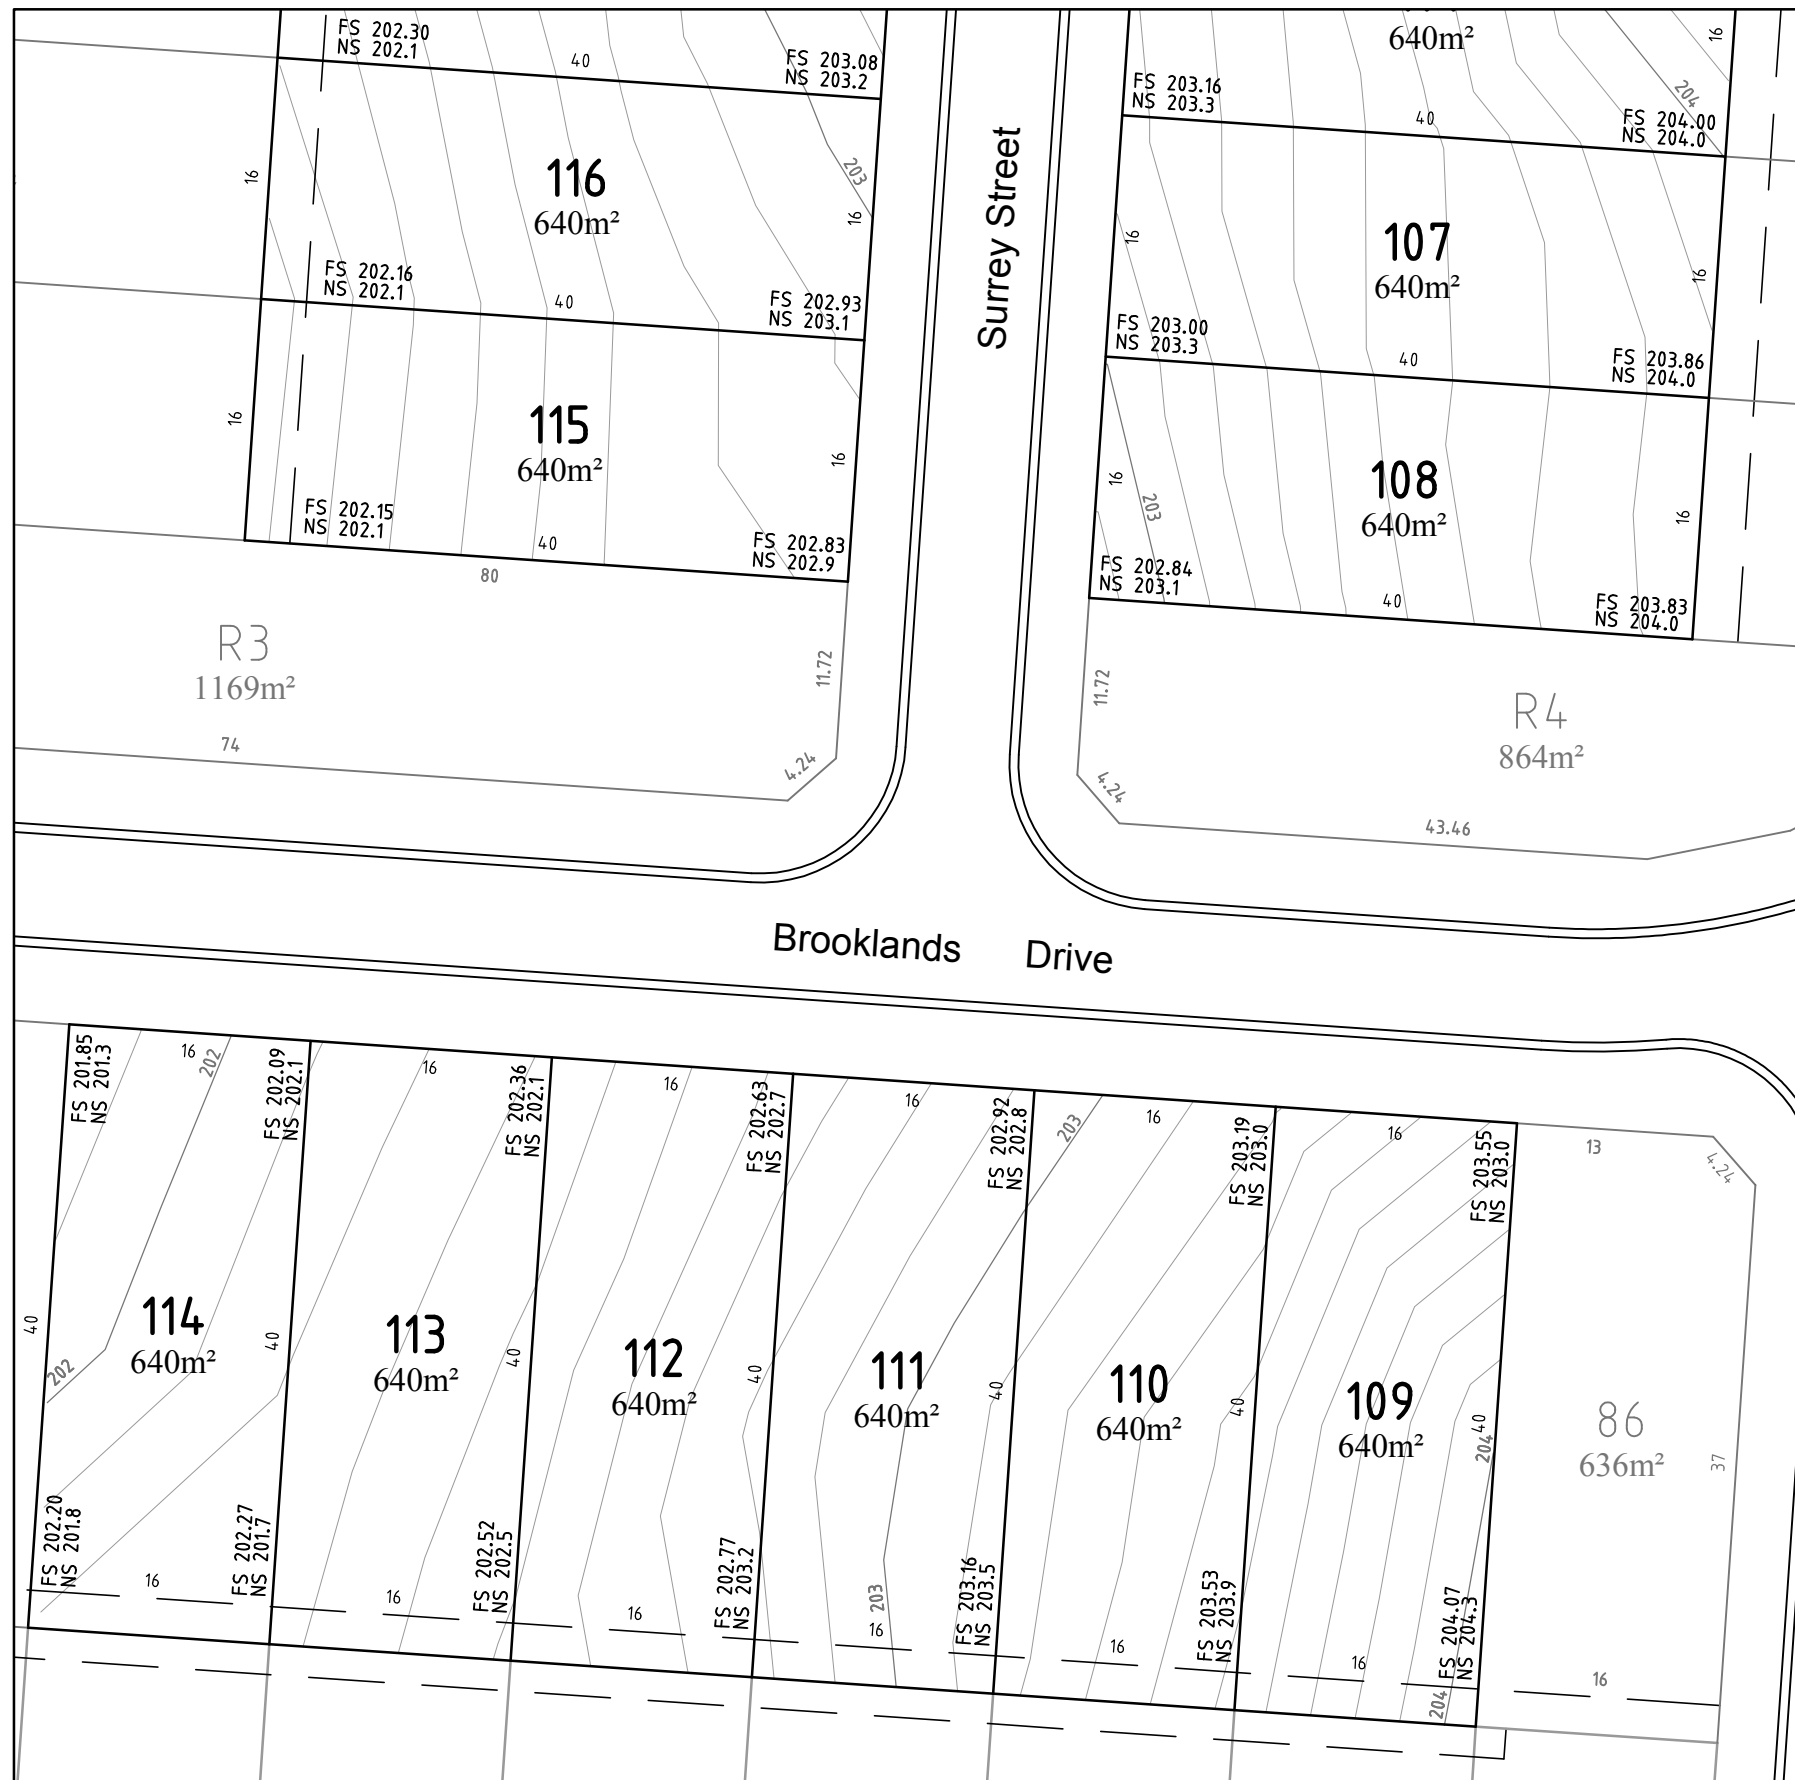 FS 202.30
NS 202.1
40
FS 203.08
NS 203.2
640m²
16
FS 203.16
NS 203.3
204
40
FS 204.00
NS 204.0
16
116
640m²
203
16
Surrey Street
16
107
640m²
16
FS 202.16
NS 202.1
40
FS 202.93
NS 203.1
FS 203.00
NS 203.3
40
FS 203.86
NS 204.0
16
115
640m²
16
16
203
108
640m²
16
FS 202.15
NS 202.1
40
FS 202.83
NS 202.9
80
FS 202.84
NS 203.1
40
FS 203.83
NS 204.0
R3
1169m²
11.72
11.72
R4
864m²
74
4.24
4.24
43.46
Brooklands Drive
FS 201.85
NS 201.3
16
202
FS 202.09
NS 202.1
16
FS 202.36
NS 202.1
16
FS 202.63
NS 202.7
16
FS 202.92
NS 202.8
203
16
FS 203.19
NS 203.0
16
FS 203.55
NS 203.0
13
4.24
40
114
640m²
202
40
113
640m²
40
112
640m²
40
111
640m²
40
110
640m²
40
109
640m²
40
204
86
636m²
37
FS 202.20
NS 201.8
16
FS 202.27
NS 201.7
16
FS 202.52
NS 202.5
16
FS 202.77
NS 203.2
203
16
FS 203.16
NS 203.5
16
FS 203.53
NS 203.9
16
FS 204.07
NS 204.3
204
16